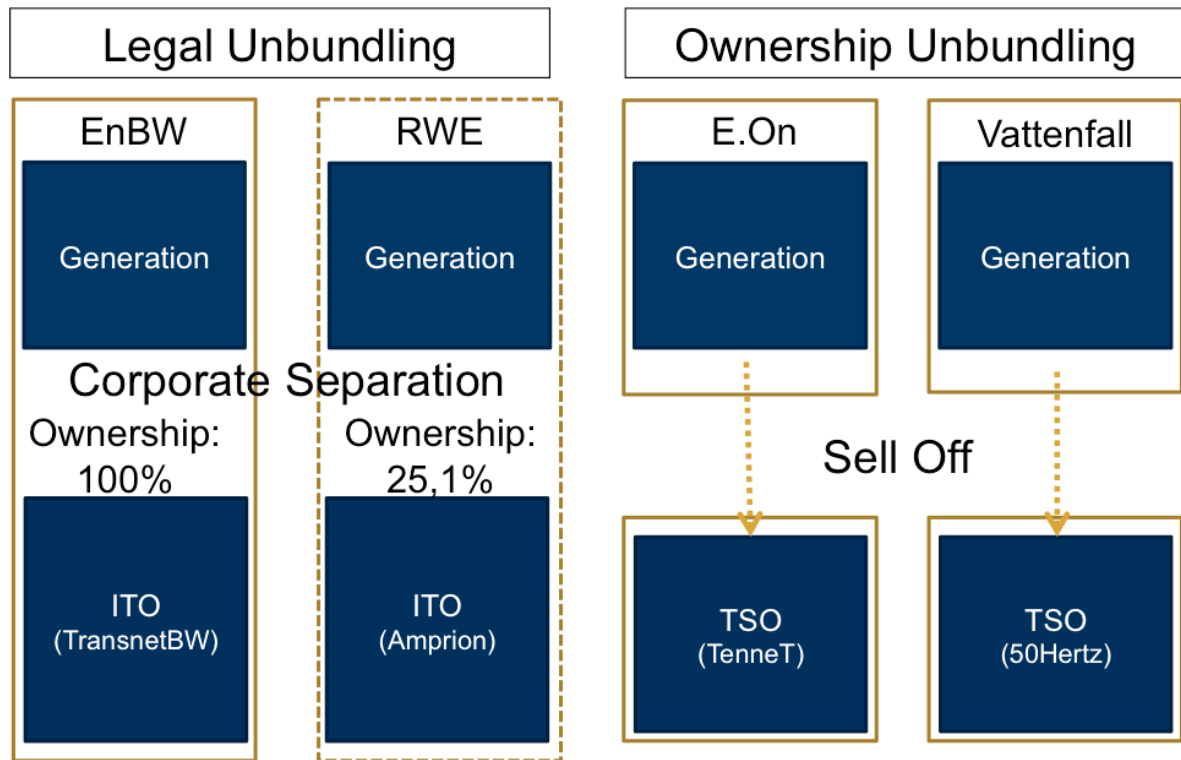 Legal Unbundling
Ownership Unbundling
EnBW
RWE
E.On
Vattenfall
Generation
Generation
Generation
Generation
Corporate Separation
Ownership:
100%
Ownership:
25,1%
Sell Off
ITO
(TransnetBW)
ITO
(Amprion)
TSO
(TenneT)
TSO
(50Hertz)